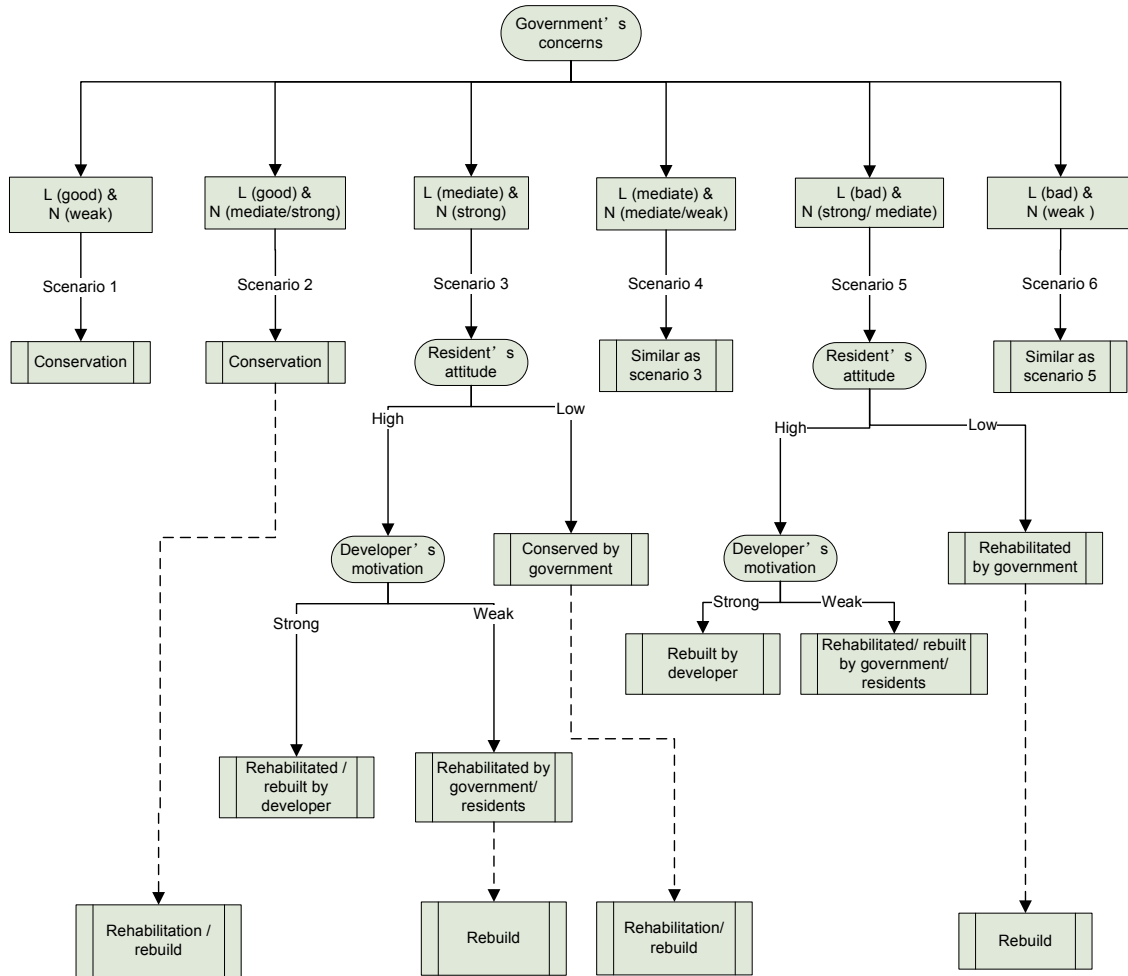 Government’s
concerns
L (good) &
N (weak)
L (good) &
N (mediate/strong)
L (mediate) &
N (strong)
L (mediate) &
N (mediate/weak)
L (bad) &
N (strong/ mediate)
L (bad) &
N (weak )
Scenario 1
Scenario 2
Scenario 3
Scenario 4
Scenario 5
Scenario 6
Conservation
Conservation
Resident’s
attitude
Similar as
scenario 3
Resident’s
attitude
Similar as
scenario 5
High
Low
High
Low
Developer’s
motivation
Conserved by
government
Developer’s
motivation
Rehabilitated
by government
Strong
Weak
Strong
Weak
Rebuilt by
developer
Rehabilitated/ rebuilt
by government/
residents
Rehabilitated /
rebuilt by
developer
Rehabilitated by
government/
residents
Rehabilitation /
rebuild
Rebuild
Rehabilitation/
rebuild
Rebuild